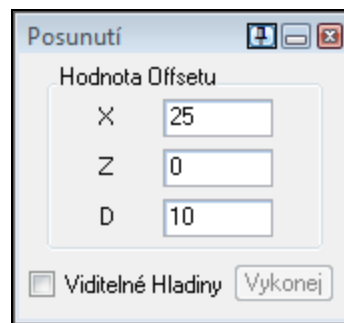 Posunutí
Hodnota Offsetu
X 25
Z 0
D 10
Viditelné Hladiny Vykonej